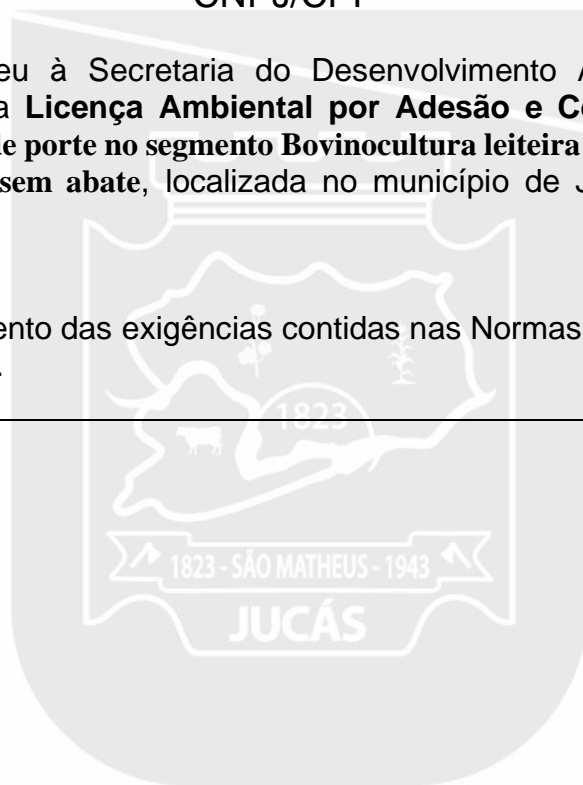 eu à Secretaria do Desenvolvimento
a Licença Ambiental por Adesão e
de porte no segmento Bovinocultura leiteira
sem abate, localizada no município de
ento das exigências contidas nas Normas
1823
1823 - SÃO MATHEUS - 1943
JUCÁS